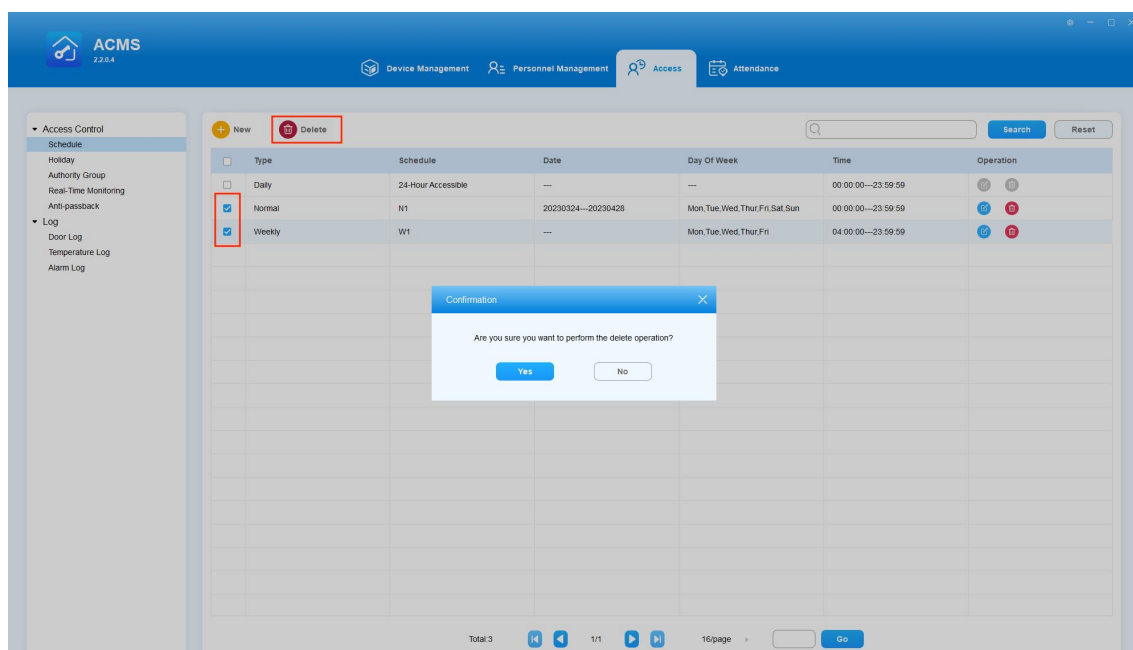 ACMS
2.2.0.4
Device Management
Personnel Management
Access
Attendance
Access Control
Schedule
Holiday
Authority Group
Real-Time Monitoring
Anti-passback
Log
Door Log
Temperature Log
Alarm Log
New
Delete
Search
Reset
Type Schedule Date Day Of Week Time Operation
Daily 24-Hour Accessible --- --- 00:00:00---23:59:59
Normal N1 20230324---20230428 Mon,Tue,Wed,Thur,Fri,Sat,Sun 00:00:00---23:59:59
Weekly W1 --- Mon,Tue,Wed,Thur,Fri 04:00:00---23:59:59
Confirmation
Are you sure you want to perform the delete operation?
Yes
No
Total:3
1/1
16/page
Go